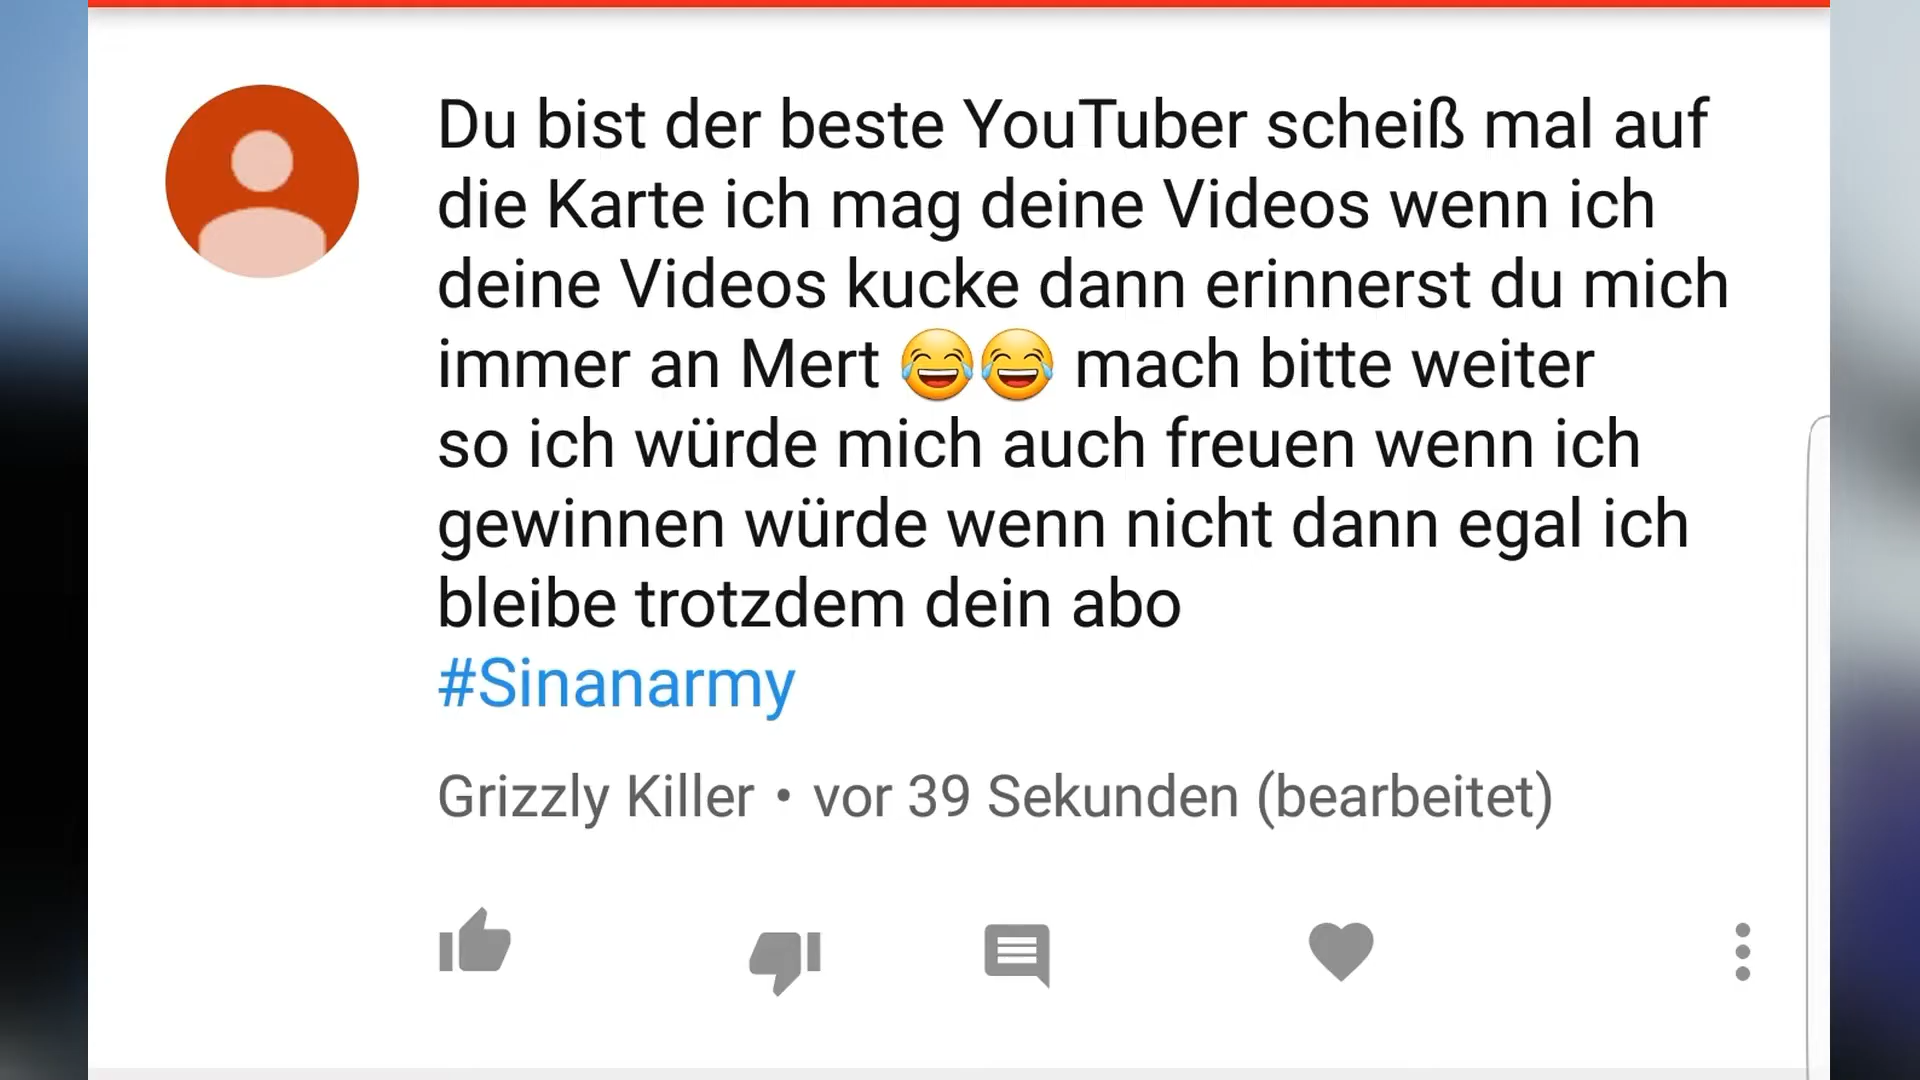 Du bist der beste YouTuber scheiß mal auf
die Karte ich mag deine Videos wenn ich
deine Videos kucke dann erinnerst du mich
immer an Mert 😂😂 mach bitte weiter
so ich würde mich auch freuen wenn ich
gewinnen würde wenn nicht dann egal ich
bleibe trotzdem dein abo
#Sinanarmy
Grizzly Killer • vor 39 Sekunden (bearbeitet)